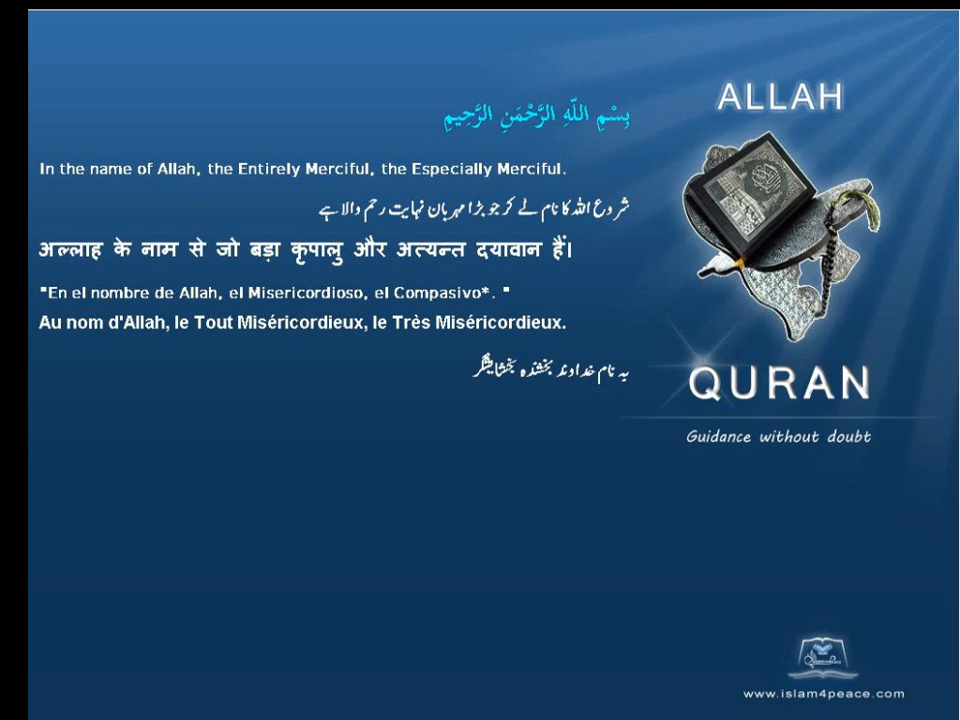 بِسْمِ اللَّهِ الرَّحْمَنِ الرَّحِيمِ
In the name of Allah, the Entirely Merciful, the Especially Merciful.
شروع اللہ کا نام لے کر جو بڑا مہربان نہایت رحم والا ہے
अल्लाह के नाम से जो बड़ा कृपालु और अत्यन्त दयावान हैं।
"En el nombre de Allah, el Misericordioso, el Compasivo*. "
Au nom d'Allah, le Tout Miséricordieux, le Très Miséricordieux.
به نام خداوند بخشنده بخشایشگر
ALLAH
QURAN
Guidance without doubt
www.islam4peace.com